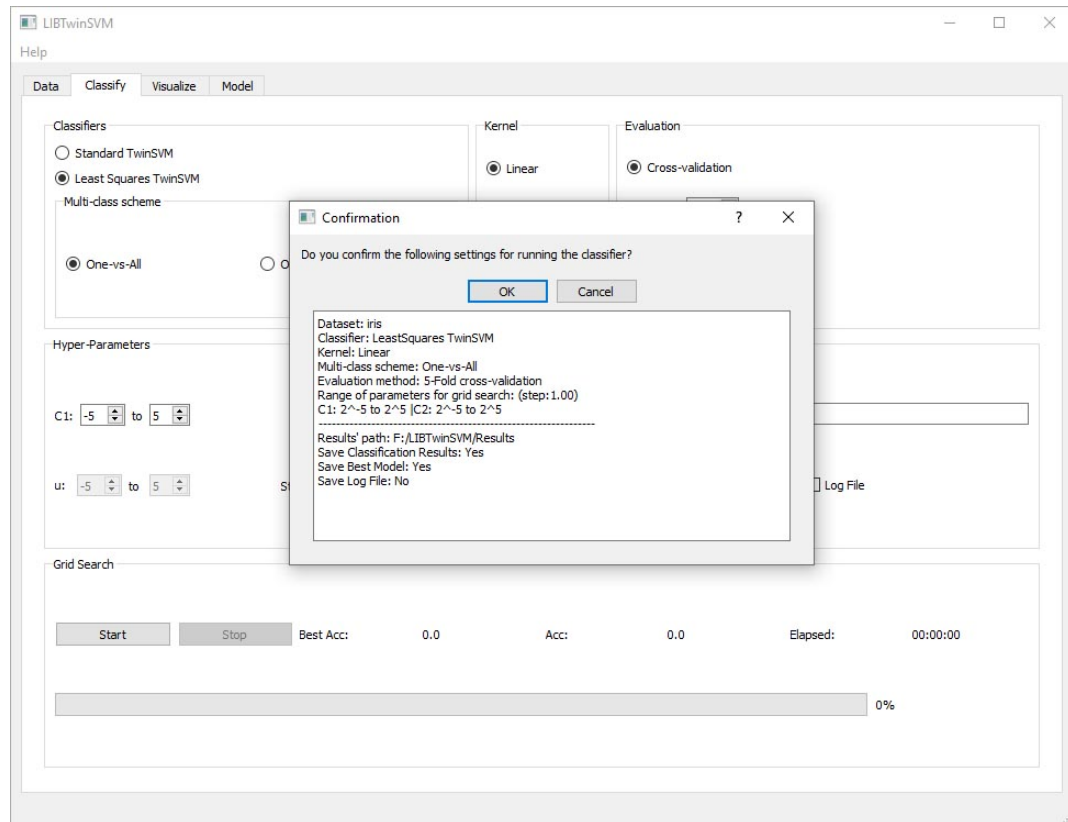 LIBTwinSVM
Help
Data Classify Visualize Model
Classifiers
Kernel
Evaluation
Standard TwinSVM
Least Squares TwinSVM
Linear
Cross-validation
Multi-class scheme
One-vs-All
Confirmation ? ×
Do you confirm the following settings for running the classifier?
OK Cancel
Dataset: iris
Classifier: LeastSquares TwinSVM
Kernel: Linear
Multi-class scheme: One-vs-All
Evaluation method: 5-Fold cross-validation
Range of parameters for grid search: (step:1.00)
C1: 2^-5 to 2^5 |C2: 2^-5 to 2^5
--------------------------------------------------------------------
Results' path: F:/LIBTwinSVM/Results
Save Classification Results: Yes
Save Best Model: Yes
Save Log File: No
Hyper-Parameters
C1: -5 to 5
u: -5 to 5
Log File
Grid Search
Start Stop Best Acc: 0.0 Acc: 0.0 Elapsed: 00:00:00
0%